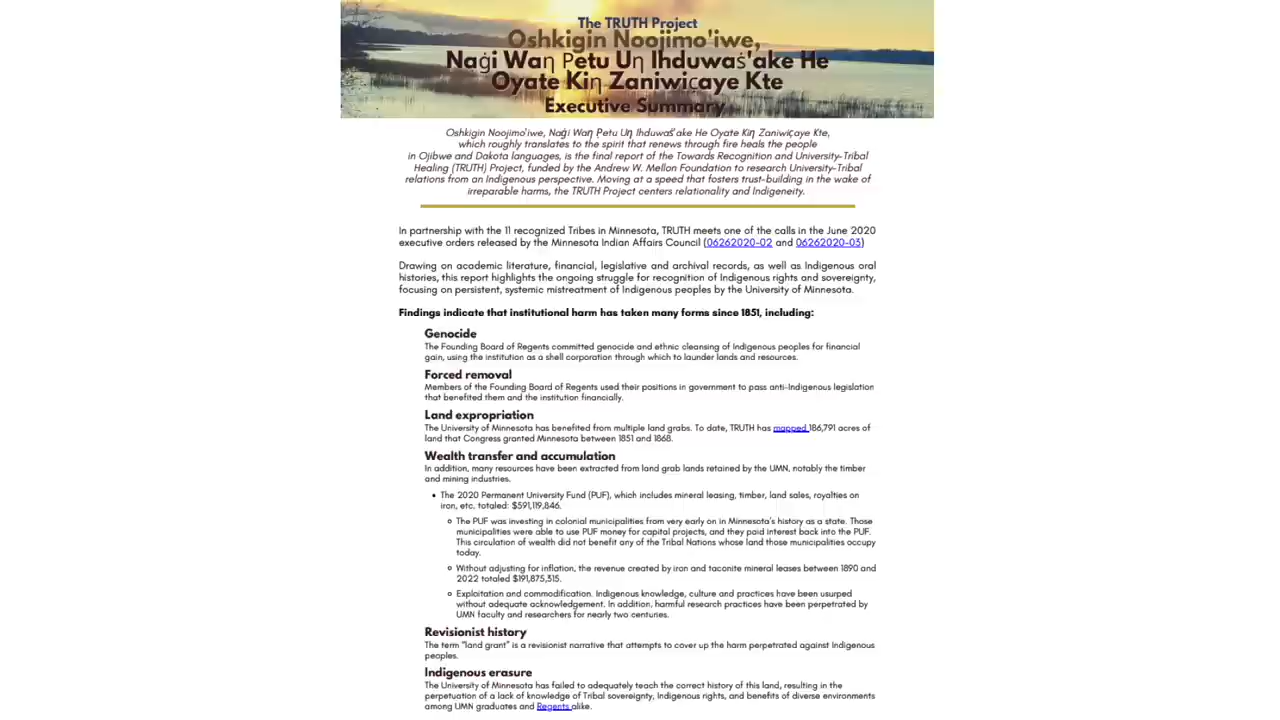 The TRUTH Project
Oshkigin Noojimo'iwe,
Naġi Waƞ Petu Uƞ Ihduwaṡ'ake He
Oyate Kiƞ Zaniwiçaye Kte
Executive Summary
Oshkigin Noojimo'iwe, Naġi Waƞ Petu Uƞ Ihduwaṡ'ake He Oyate Kiƞ Zaniwiçaye Kte,
which roughly translates to the spirit that renews through fire heals the people
in Ojibwe and Dakota languages, is the final report of the Towards Recognition and University-Tribal
Healing (TRUTH) Project, funded by the Andrew W. Mellon Foundation to research University-Tribal
relations from an Indigenous perspective. Moving at a speed that fosters trust-building in the wake of
irreparable harms, the TRUTH Project centers relationality and Indigeneity.
In partnership with the 11 recognized Tribes in Minnesota, TRUTH meets one of the calls in the June 2020
executive orders released by the Minnesota Indian Affairs Council (06262020-02 and 06262020-03)
Drawing on academic literature, financial, legislative and archival records, as well as Indigenous oral
histories, this report highlights the ongoing struggle for recognition of Indigenous rights and sovereignty,
focusing on persistent, systemic mistreatment of Indigenous peoples by the University of Minnesota.
Findings indicate that institutional harm has taken many forms since 1851, including:
Genocide
The Founding Board of Regents committed genocide and ethnic cleansing of Indigenous peoples for financial
gain, using the institution as a shell corporation through which to launder lands and resources.
Forced removal
Members of the Founding Board of Regents used their positions in government to pass anti-Indigenous legislation
that benefited them and the institution financially.
Land expropriation
The University of Minnesota has benefited from multiple land grabs. To date, TRUTH has mapped 186,791 acres of
land that Congress granted Minnesota between 1851 and 1868.
Wealth transfer and accumulation
In addition, many resources have been extracted from land grab lands retained by the UMN, notably the timber
and mining industries.
• The 2020 Permanent University Fund (PUF), which includes mineral leasing, timber, land sales, royalties on
iron, etc. totaled: $591,119,846.
○ The PUF was investing in colonial municipalities from very early on in Minnesota's history as a state. Those
municipalities were able to use PUF money for capital projects, and they paid interest back into the PUF.
This circulation of wealth did not benefit any of the Tribal Nations whose land those municipalities occupy
today.
○ Without adjusting for inflation, the revenue created by iron and taconite mineral leases between 1890 and
2022 totaled $191,875,315.
○ Exploitation and commodification. Indigenous knowledge, culture and practices have been usurped
without adequate acknowledgement. In addition, harmful research practices have been perpetrated by
UMN faculty and researchers for nearly two centuries.
Revisionist history
The term "land grant" is a revisionist narrative that attempts to cover up the harm perpetrated against Indigenous
peoples.
Indigenous erasure
The University of Minnesota has failed to adequately teach the correct history of this land, resulting in the
perpetuation of a lack of knowledge of Tribal sovereignty, Indigenous rights, and benefits of diverse environments
among UMN graduates and Regents alike.